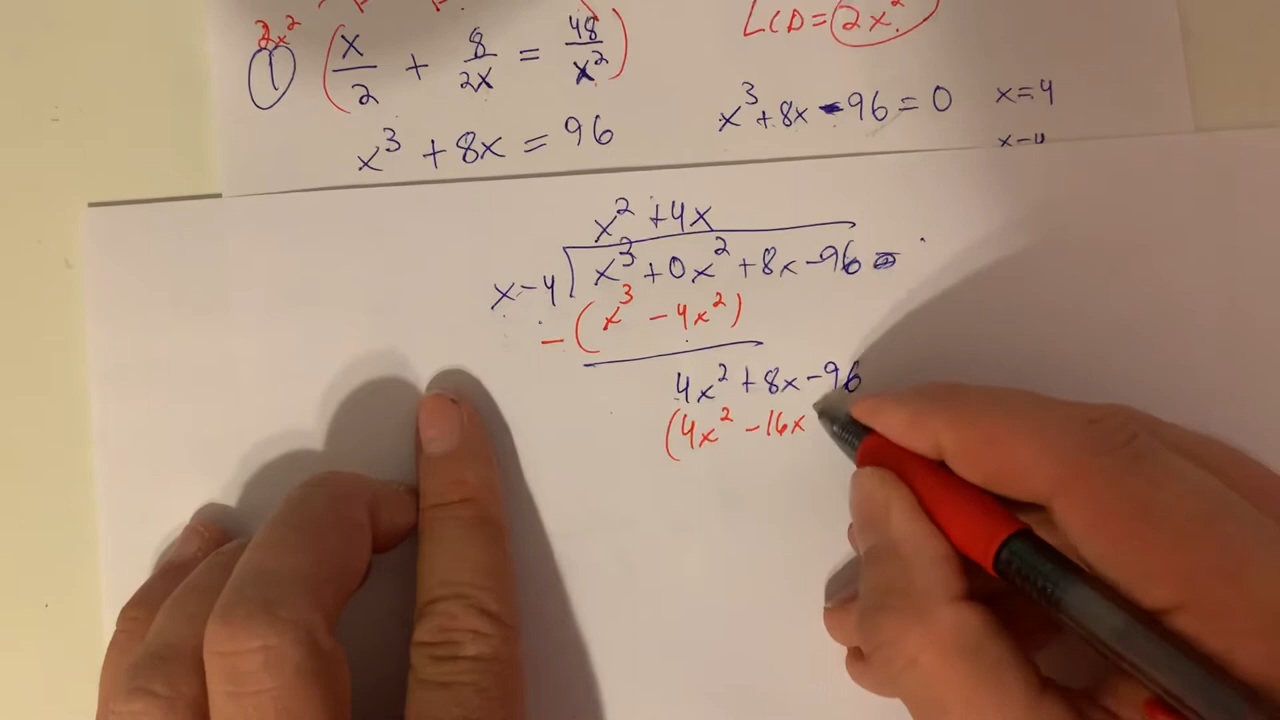 2x²
① (x/2 + 8/2x = 48/x²)
LCD = 2x²
x³ + 8x = 96
x³ + 8x - 96 = 0 x = 4
x² + 4x
x - 4 ) x³ + 0x² + 8x - 96
- (x³ - 4x²)
4x² + 8x - 96
(4x² - 16x